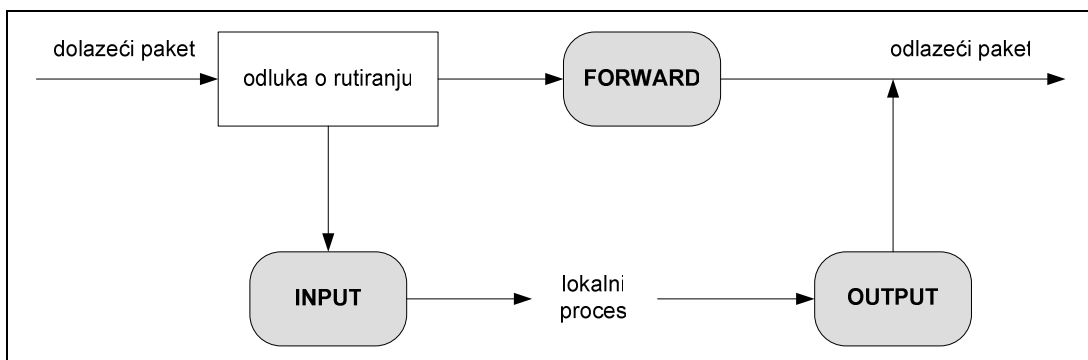 dolazeći paket
odluka o rutiranju
FORWARD
odlazeći paket
INPUT
lokalni
proces
OUTPUT